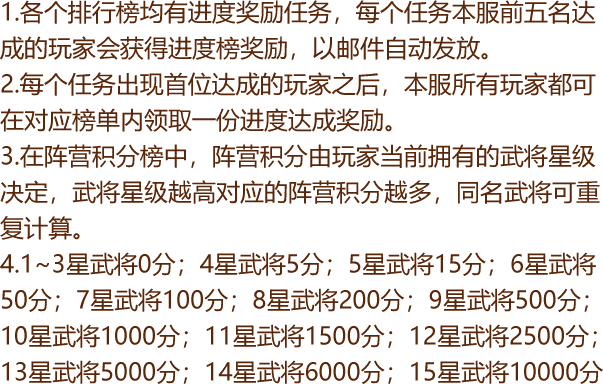 1.各个排行榜均有进度奖励任务，每个任务本服前五名达
成的玩家会获得进度榜奖励，以邮件自动发放。
2.每个任务出现首位达成的玩家之后，本服所有玩家都可
在对应榜单内领取一份进度达成奖励。
3.在阵营积分榜中，阵营积分由玩家当前拥有的武将星级
决定，武将星级越高对应的阵营积分越多，同名武将可重
复计算。
4.1~3星武将0分；4星武将5分；5星武将15分；6星武将
50分；7星武将100分；8星武将200分；9星武将500分；
10星武将1000分；11星武将1500分；12星武将2500分；
13星武将5000分；14星武将6000分；15星武将10000分